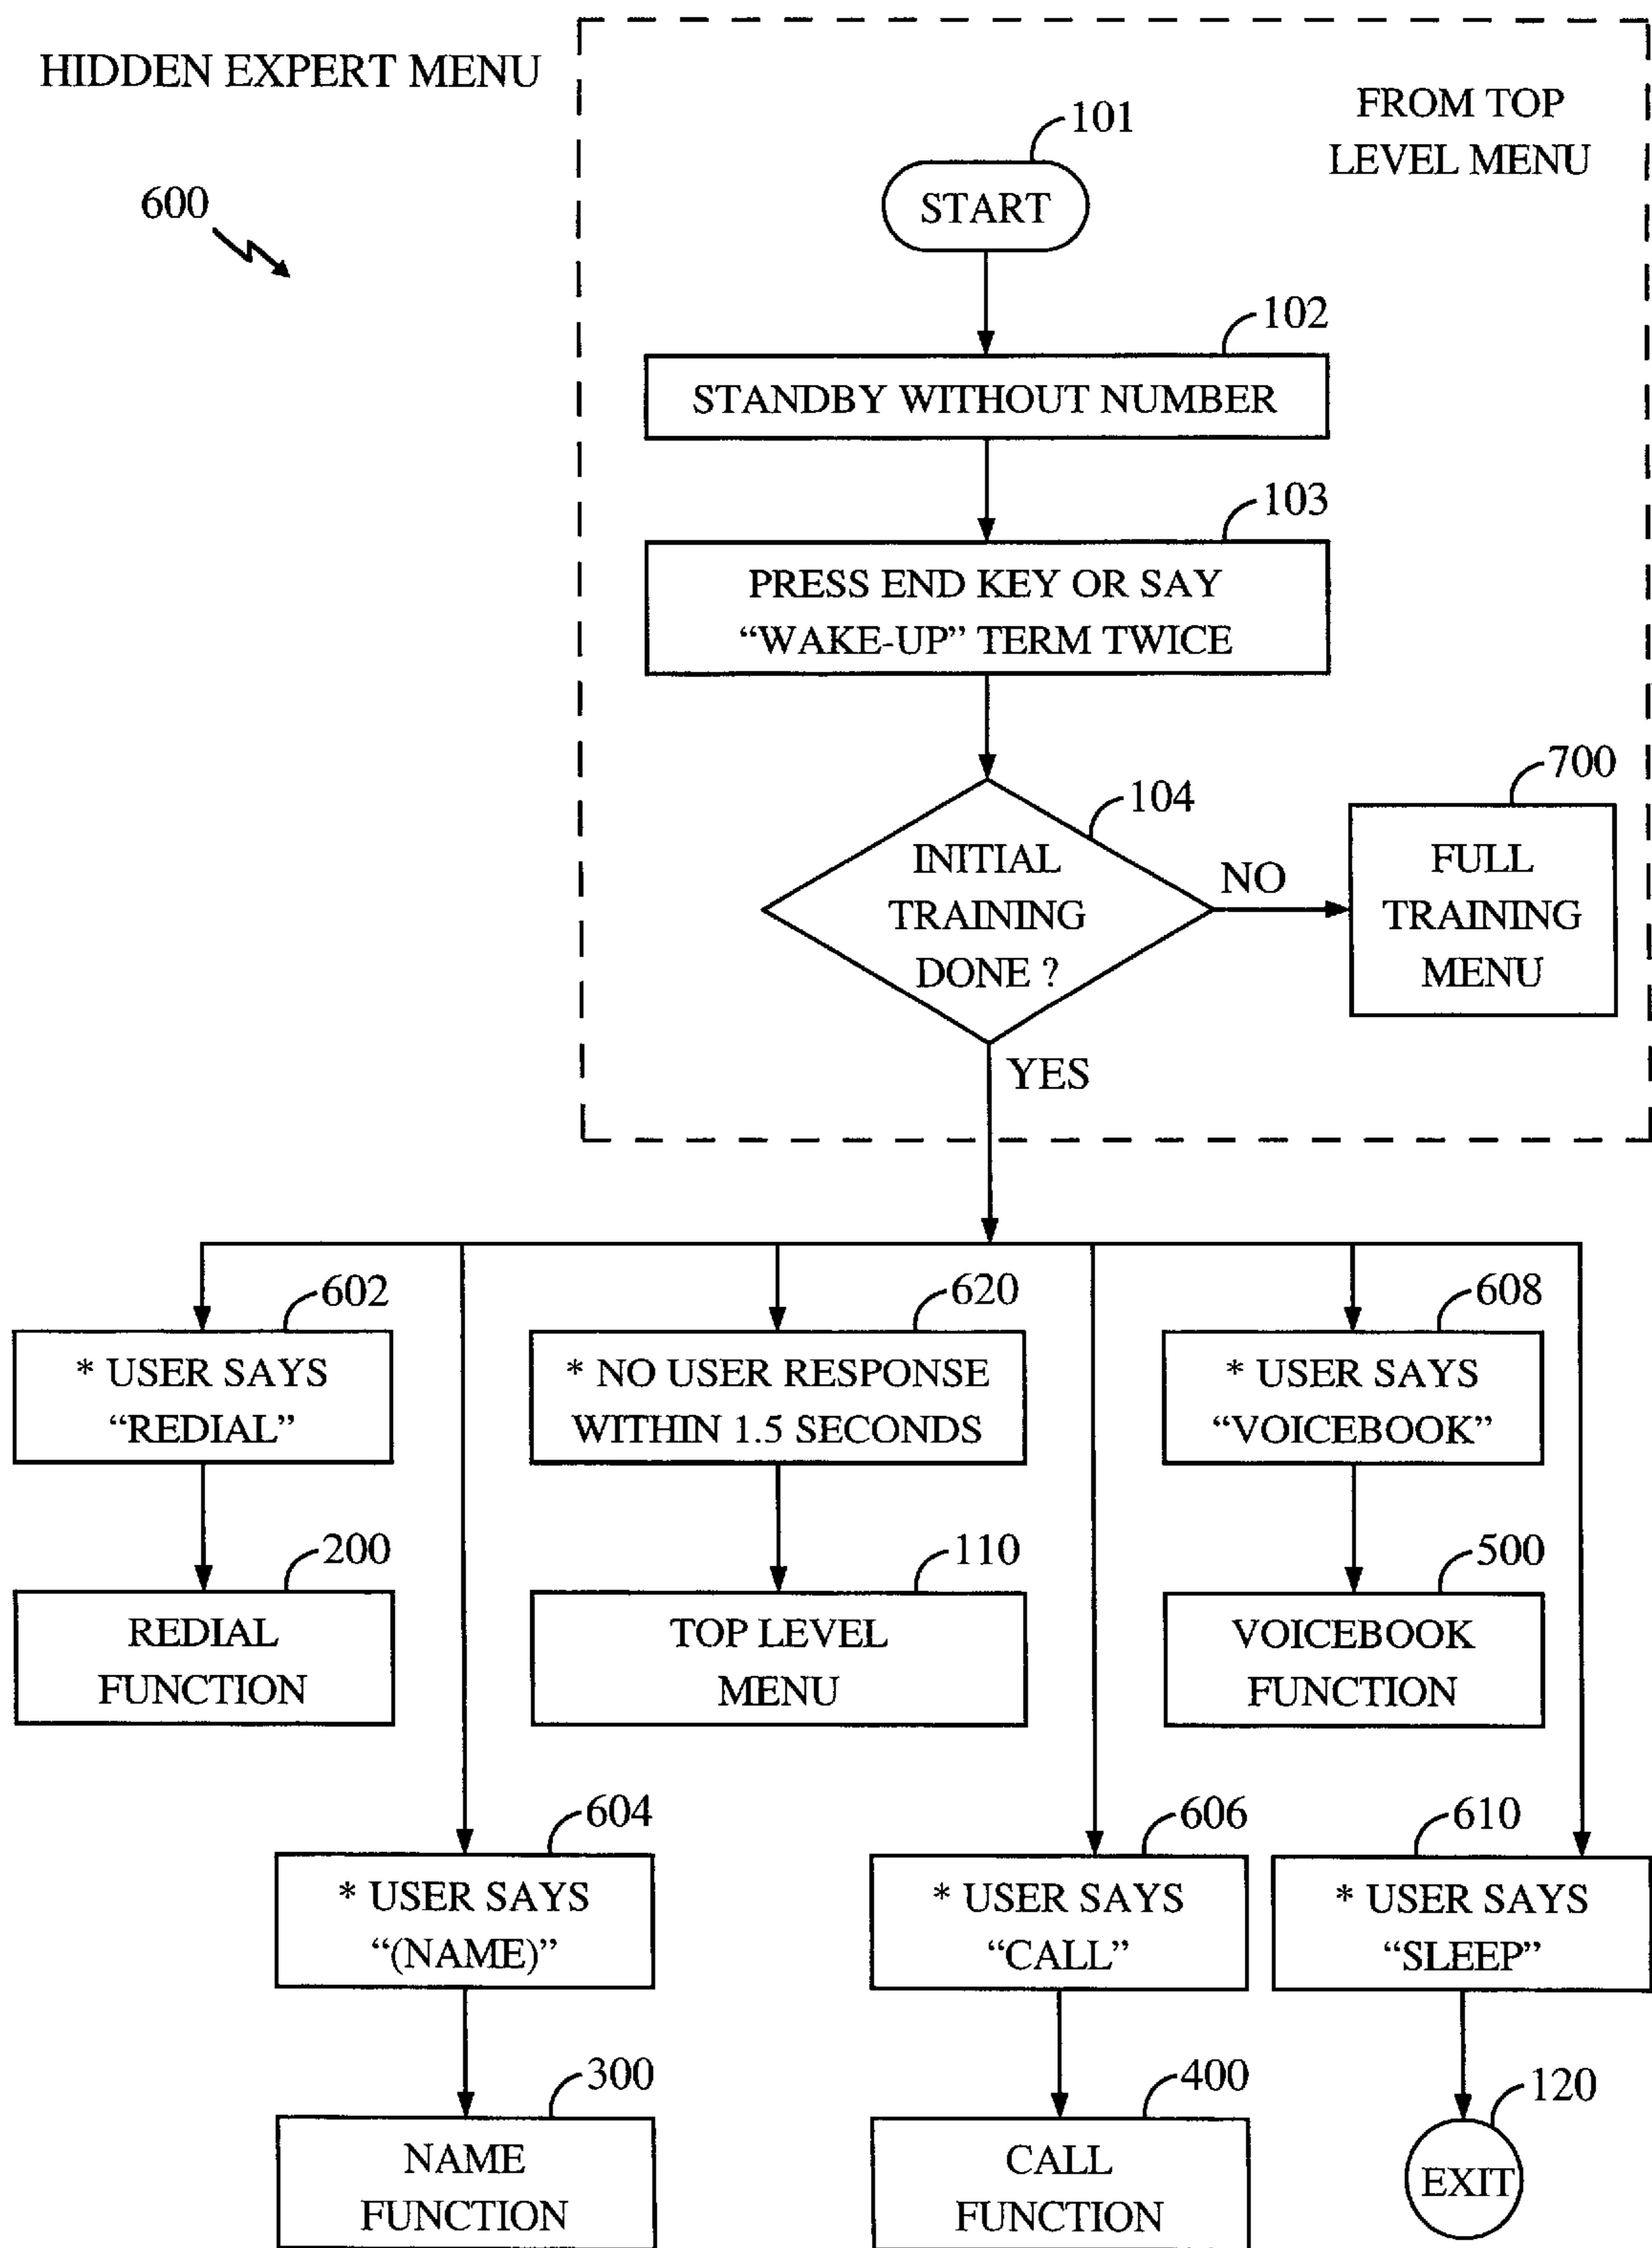 HIDDEN EXPERT MENU
600
FROM TOP
LEVEL MENU
101
START
102
STANDBY WITHOUT NUMBER
103
PRESS END KEY OR SAY
“WAKE-UP” TERM TWICE
104
INITIAL
TRAINING
DONE ?
NO
700
FULL
TRAINING
MENU
YES
602
* USER SAYS
“REDIAL”
620
* NO USER RESPONSE
WITHIN 1.5 SECONDS
608
* USER SAYS
“VOICEBOOK”
200
REDIAL
FUNCTION
110
TOP LEVEL
MENU
500
VOICEBOOK
FUNCTION
604
* USER SAYS
“(NAME)”
606
* USER SAYS
“CALL”
610
* USER SAYS
“SLEEP”
300
NAME
FUNCTION
400
CALL
FUNCTION
120
EXIT